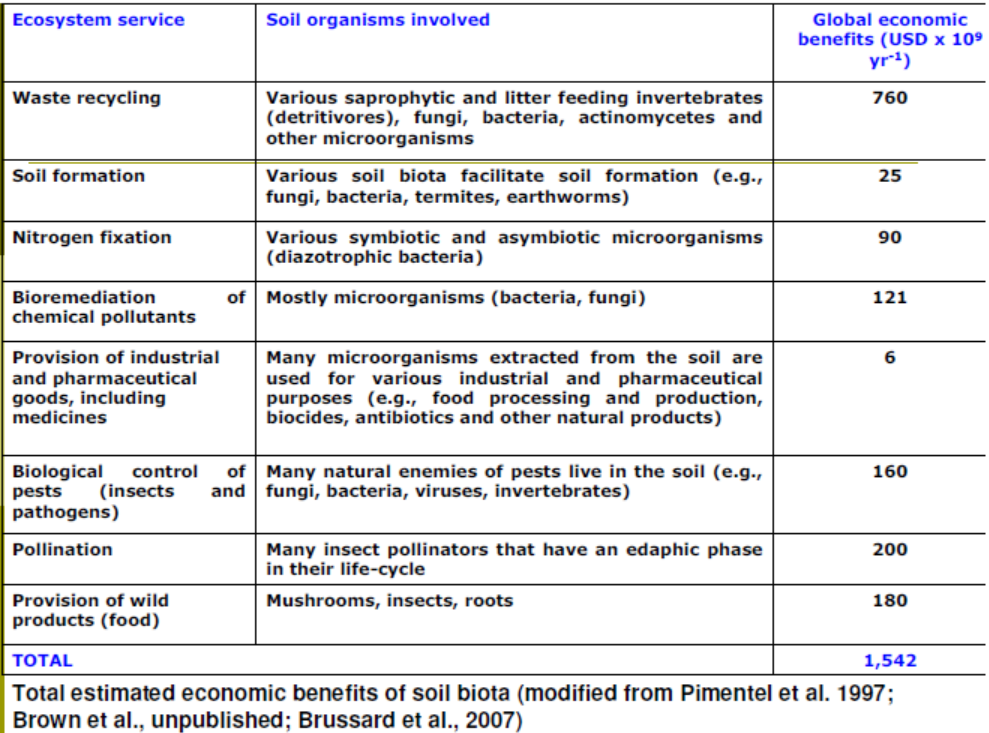 Ecosystem service
Soil organisms involved
Global economic
benefits (USD x 10⁹
yr⁻¹)
Waste recycling
Various saprophytic and litter feeding invertebrates
(detritivores), fungi, bacteria, actinomycetes and
other microorganisms
760
Soil formation
Various soil biota facilitate soil formation (e.g.,
fungi, bacteria, termites, earthworms)
25
Nitrogen fixation
Various symbiotic and asymbiotic microorganisms
(diazotrophic bacteria)
90
Bioremediation of
chemical pollutants
Mostly microorganisms (bacteria, fungi)
121
Provision of industrial
and pharmaceutical
goods, including
medicines
Many microorganisms extracted from the soil are
used for various industrial and pharmaceutical
purposes (e.g., food processing and production,
biocides, antibiotics and other natural products)
6
Biological control of
pests (insects and
pathogens)
Many natural enemies of pests live in the soil (e.g.,
fungi, bacteria, viruses, invertebrates)
160
Pollination
Many insect pollinators that have an edaphic phase
in their life-cycle
200
Provision of wild
products (food)
Mushrooms, insects, roots
180
TOTAL
1,542
Total estimated economic benefits of soil biota (modified from Pimentel et al. 1997;
Brown et al., unpublished; Brussard et al., 2007)